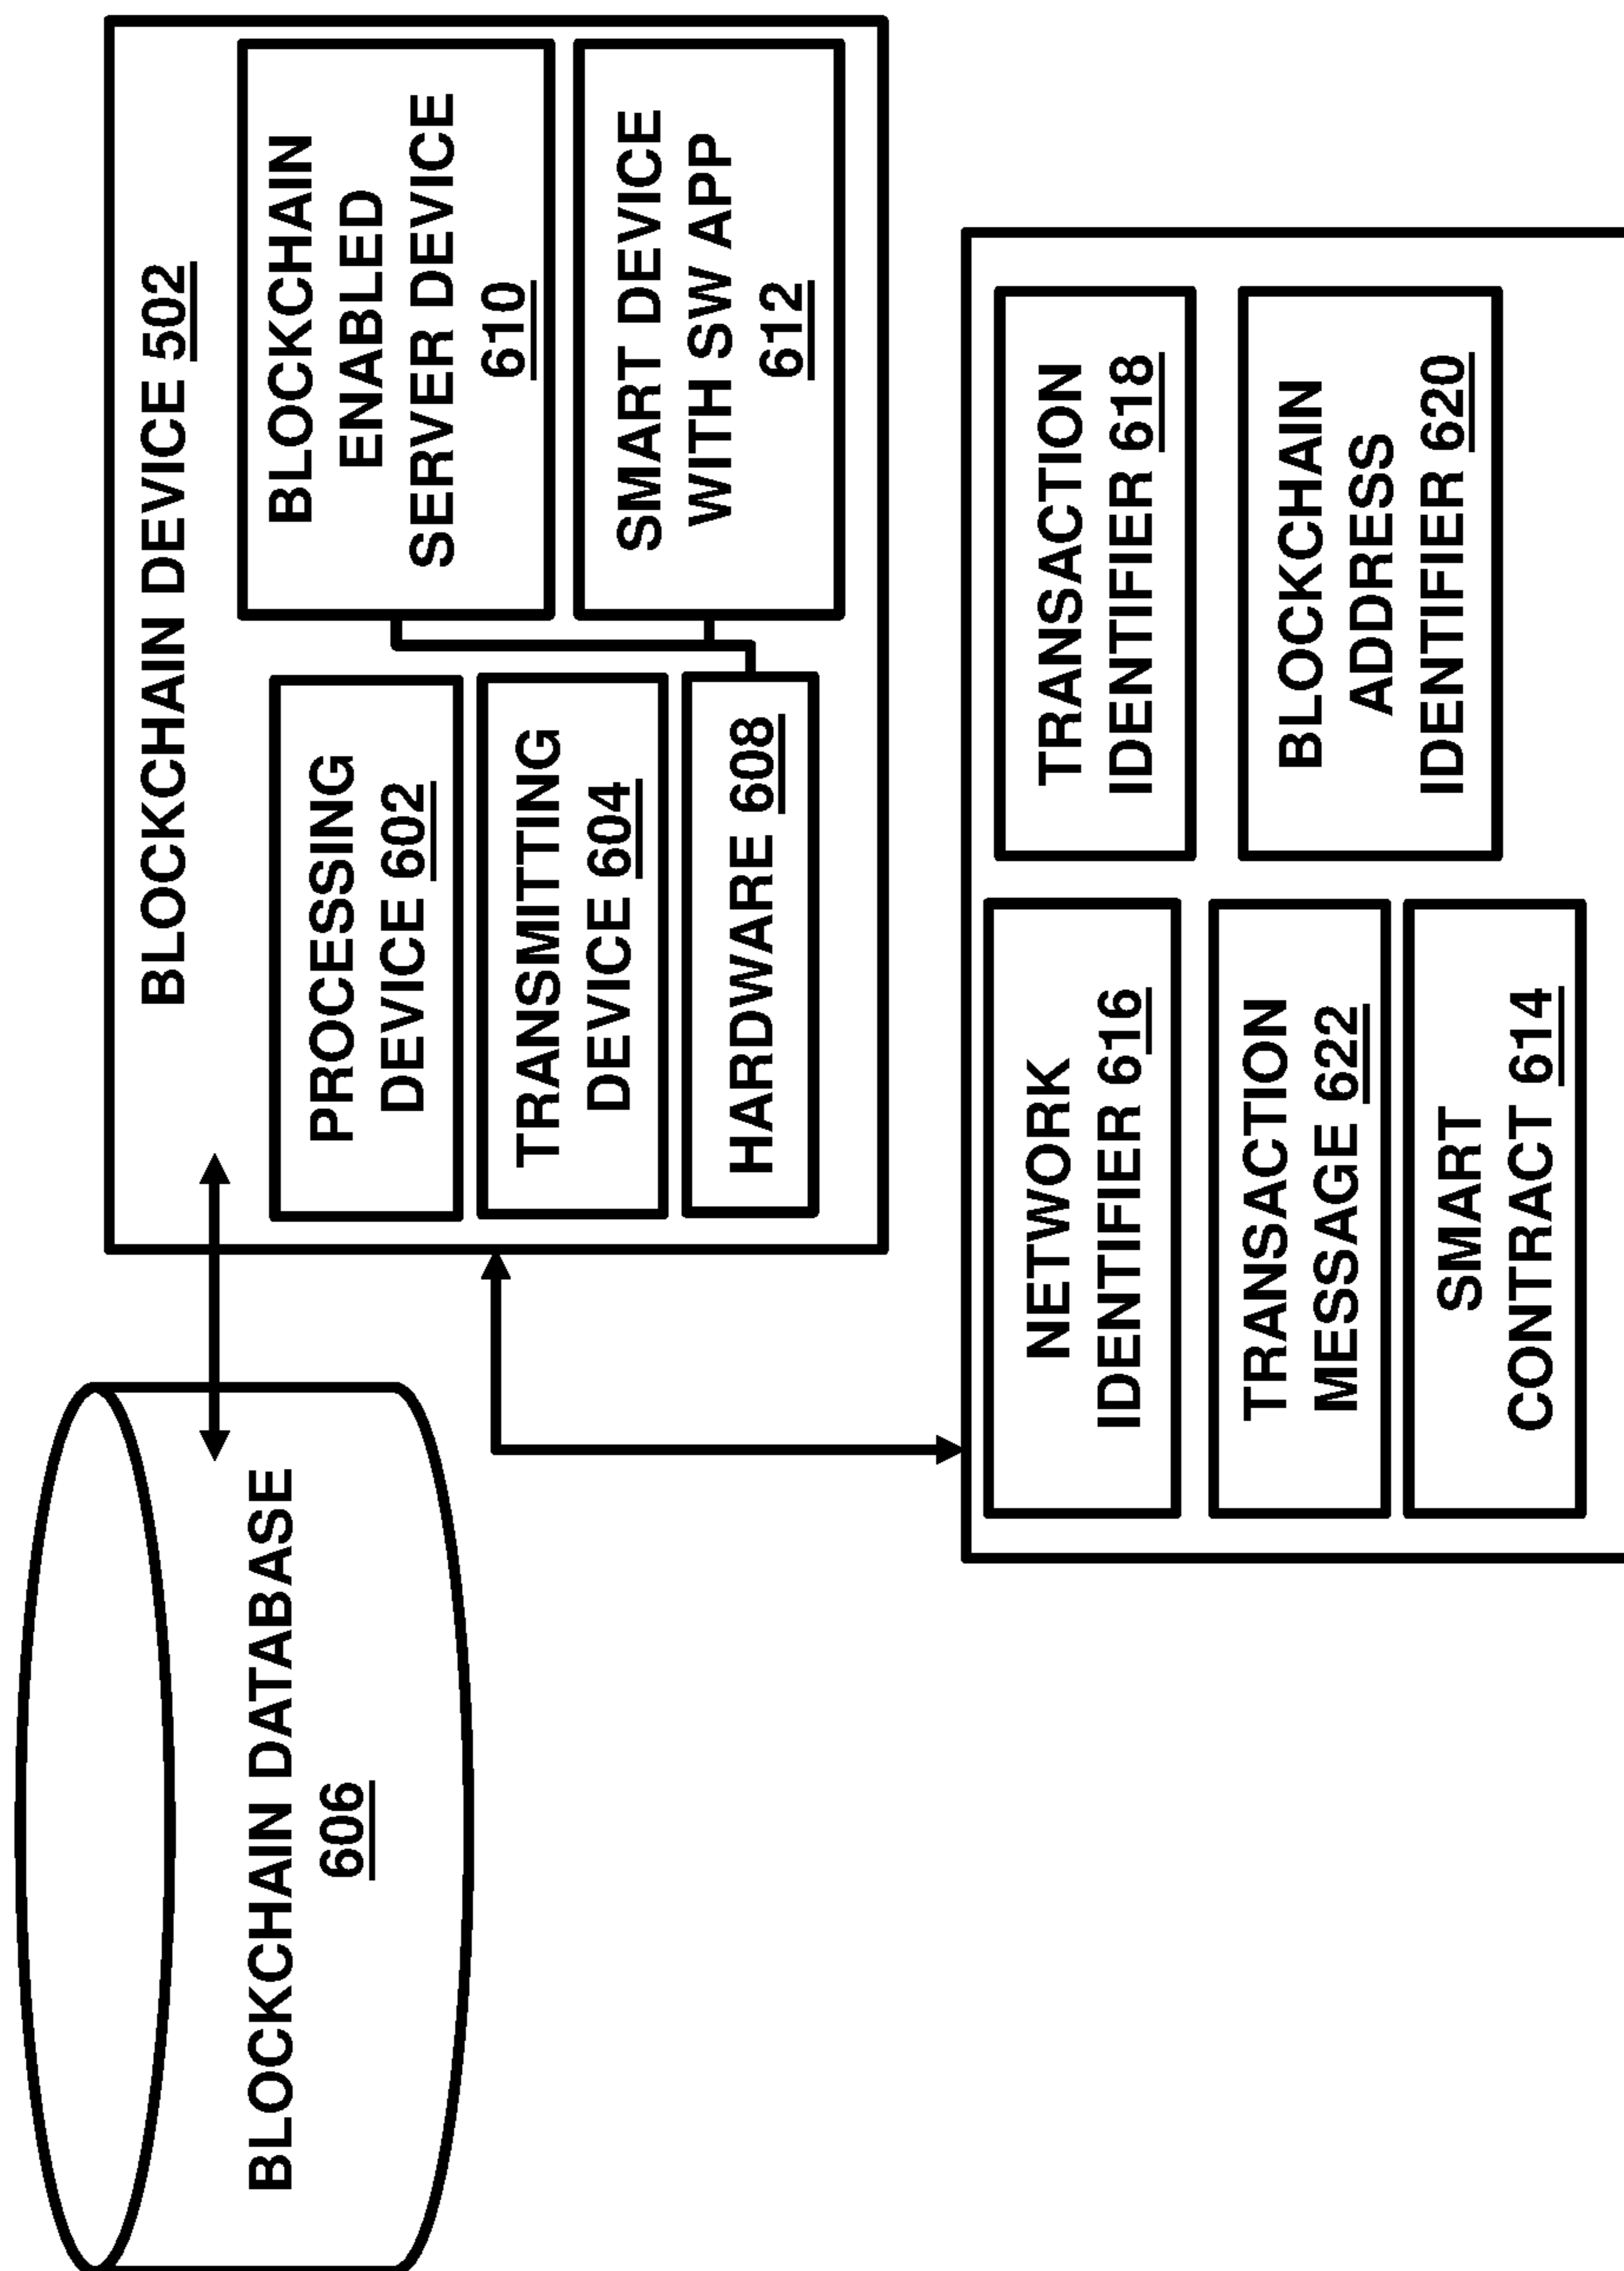 BLOCKCHAIN DATABASE
606
BLOCKCHAIN DEVICE 502
PROCESSING
DEVICE 602
TRANSMITTING
DEVICE 604
HARDWARE 608
BLOCKCHAIN
ENABLED
SERVER DEVICE
610
SMART DEVICE
WITH SW APP
612
NETWORK
IDENTIFIER 616
TRANSACTION
MESSAGE 622
SMART
CONTRACT 614
TRANSACTION
IDENTIFIER 618
BLOCKCHAIN
ADDRESS
IDENTIFIER 620